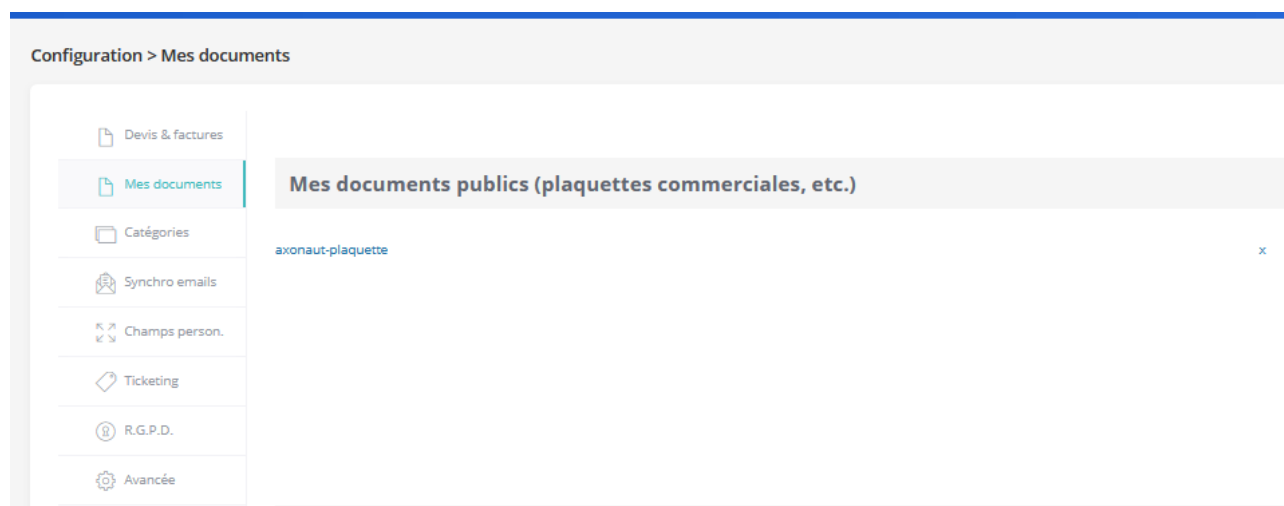 Configuration > Mes documents
Devis & factures
Mes documents
Catégories
Synchro emails
Champs person.
Ticketing
R.G.P.D.
Avancée
Mes documents publics (plaquettes commerciales, etc.)
axonaut-plaquette x